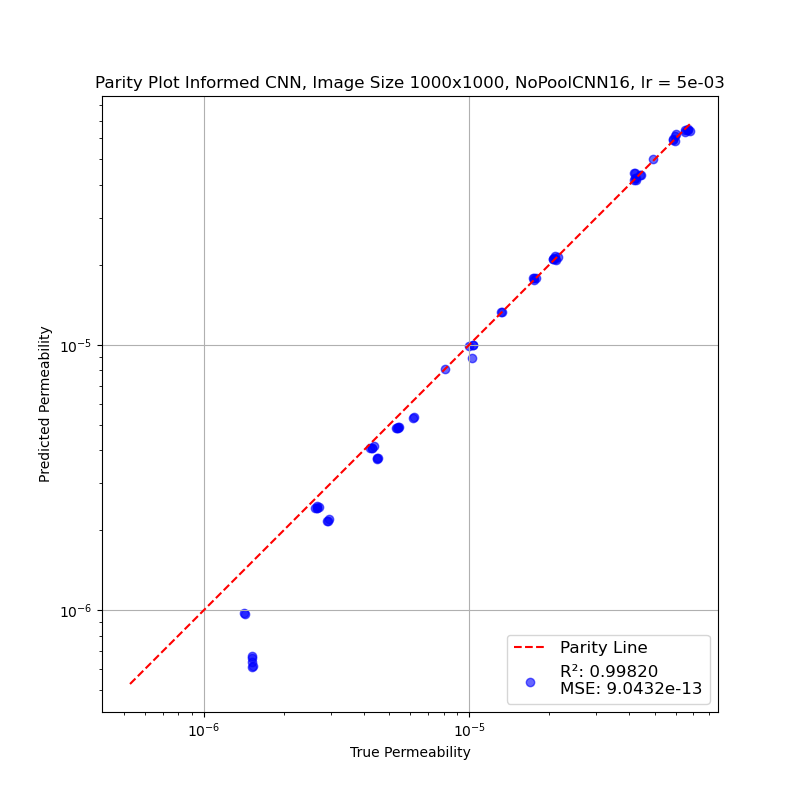 Parity Plot Informed CNN, Image Size 1000x1000, NoPoolCNN16, lr = 5e-03
Predicted Permeability
10⁻⁵
10⁻⁶
10⁻⁶
10⁻⁵
True Permeability
Parity Line
R²: 0.99820
MSE: 9.0432e-13